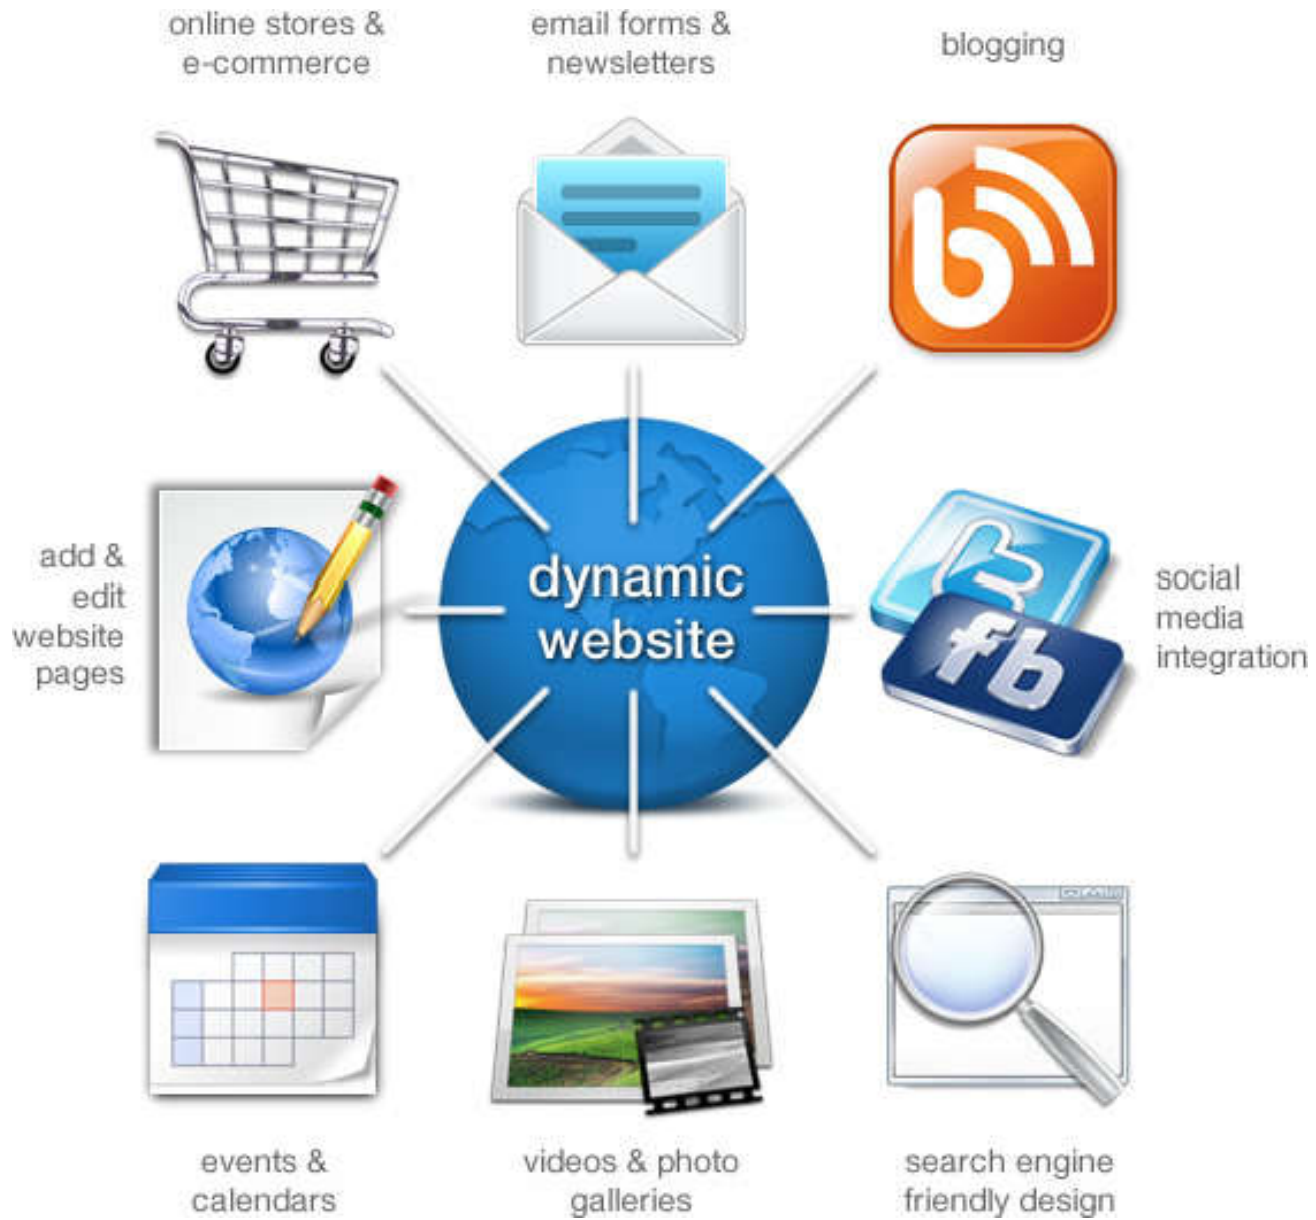 online stores &
e-commerce
email forms &
newsletters
blogging
b
add &
edit
website
pages
dynamic
website
t
fb
social
media
integration
events &
calendars
videos & photo
galleries
search engine
friendly design